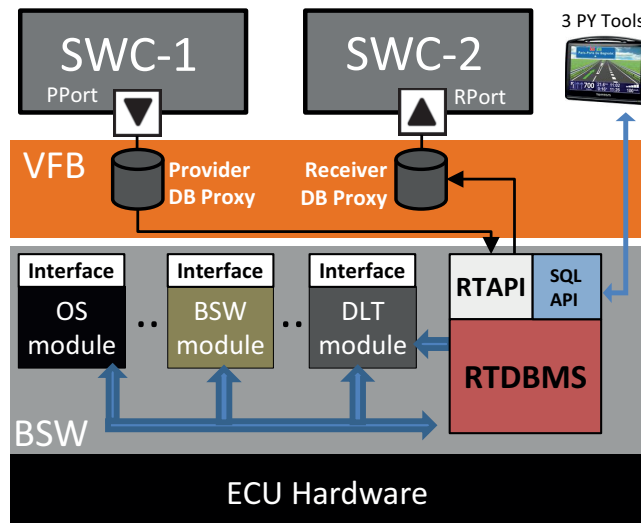 3 PY Tools
SWC-1
SWC-2
PPort
RPort
VFB
Provider
DB Proxy
Receiver
DB Proxy
Interface
Interface
Interface
OS
module
..
BSW
module
..
DLT
module
RTAPI
SQL
API
RTDBMS
BSW
ECU Hardware